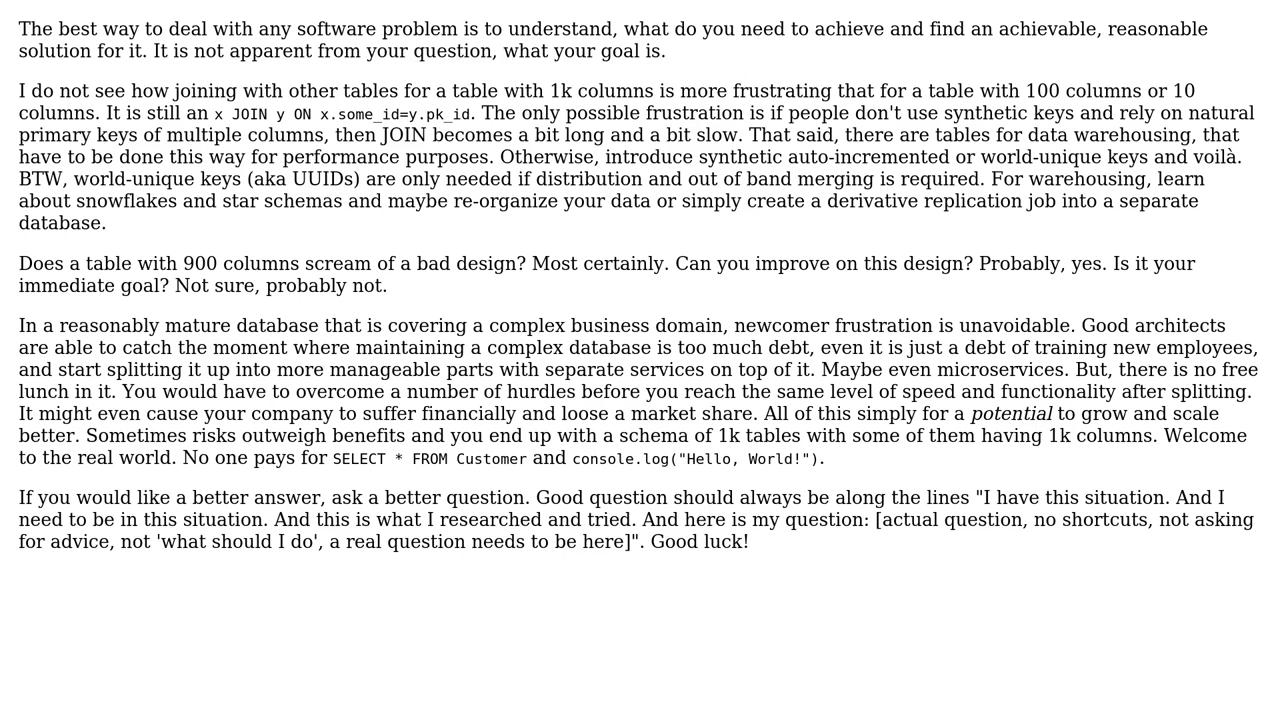 The best way to deal with any software problem is to understand, what do you need to achieve and find an achievable, reasonable
solution for it. It is not apparent from your question, what your goal is.
I do not see how joining with other tables for a table with 1k columns is more frustrating that for a table with 100 columns or 10
columns. It is still an x JOIN y ON x.some_id=y.pk_id. The only possible frustration is if people don't use synthetic keys and rely on natural
primary keys of multiple columns, then JOIN becomes a bit long and a bit slow. That said, there are tables for data warehousing, that
have to be done this way for performance purposes. Otherwise, introduce synthetic auto-incremented or world-unique keys and voilà.
BTW, world-unique keys (aka UUIDs) are only needed if distribution and out of band merging is required. For warehousing, learn
about snowflakes and star schemas and maybe re-organize your data or simply create a derivative replication job into a separate
database.
Does a table with 900 columns scream of a bad design? Most certainly. Can you improve on this design? Probably, yes. Is it your
immediate goal? Not sure, probably not.
In a reasonably mature database that is covering a complex business domain, newcomer frustration is unavoidable. Good architects
are able to catch the moment where maintaining a complex database is too much debt, even it is just a debt of training new employees,
and start splitting it up into more manageable parts with separate services on top of it. Maybe even microservices. But, there is no free
lunch in it. You would have to overcome a number of hurdles before you reach the same level of speed and functionality after splitting.
It might even cause your company to suffer financially and loose a market share. All of this simply for a potential to grow and scale
better. Sometimes risks outweigh benefits and you end up with a schema of 1k tables with some of them having 1k columns. Welcome
to the real world. No one pays for SELECT * FROM Customer and console.log("Hello, World!").
If you would like a better answer, ask a better question. Good question should always be along the lines "I have this situation. And I
need to be in this situation. And this is what I researched and tried. And here is my question: [actual question, no shortcuts, not asking
for advice, not 'what should I do', a real question needs to be here]". Good luck!